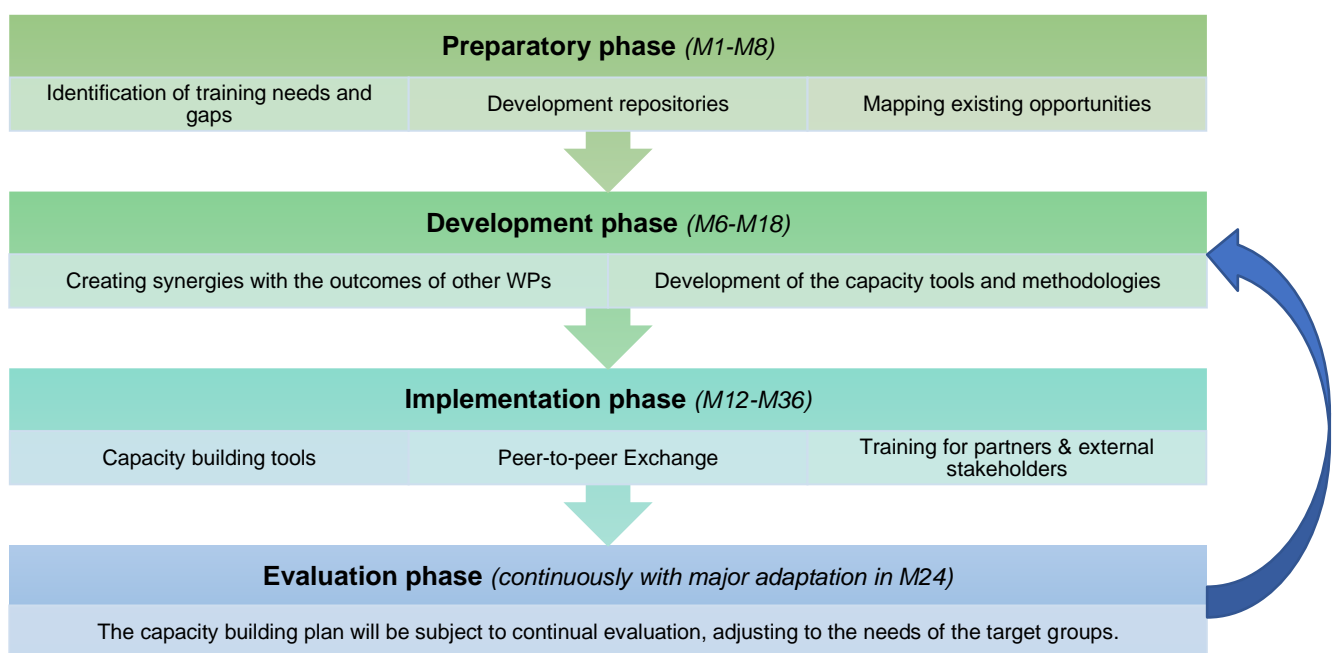 Preparatory phase (M1-M8)
Identification of training needs and
gaps
Development repositories
Mapping existing opportunities
Development phase (M6-M18)
Creating synergies with the outcomes of other WPs
Development of the capacity tools and methodologies
Implementation phase (M12-M36)
Capacity building tools
Peer-to-peer Exchange
Training for partners & external
stakeholders
Evaluation phase (continuously with major adaptation in M24)
The capacity building plan will be subject to continual evaluation, adjusting to the needs of the target groups.